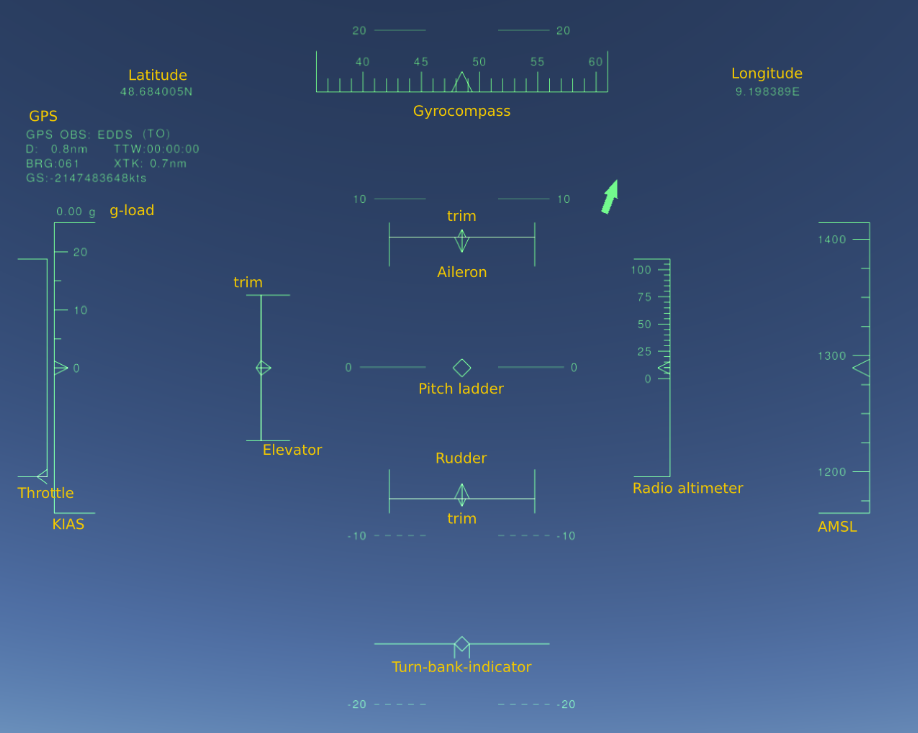 20 20
40 45 50 55 60
Gyrocompass
Latitude
48.684005N
Longitude
9.198389E
GPS
GPS OBS: EDDS (TO)
D: 0.8nm TTW:00:00:00
BRG:061 XTK: 0.7nm
GS:-2147483648kts
10 10
0.00 g g-load
20
10
0
Throttle
KIAS
trim
Aileron
trim
Elevator
0 0
Pitch ladder
Rudder
trim
100
75
50
25
0
Radio altimeter
1400
1300
1200
AMSL
-10 -10
Turn-bank-indicator
-20 -20